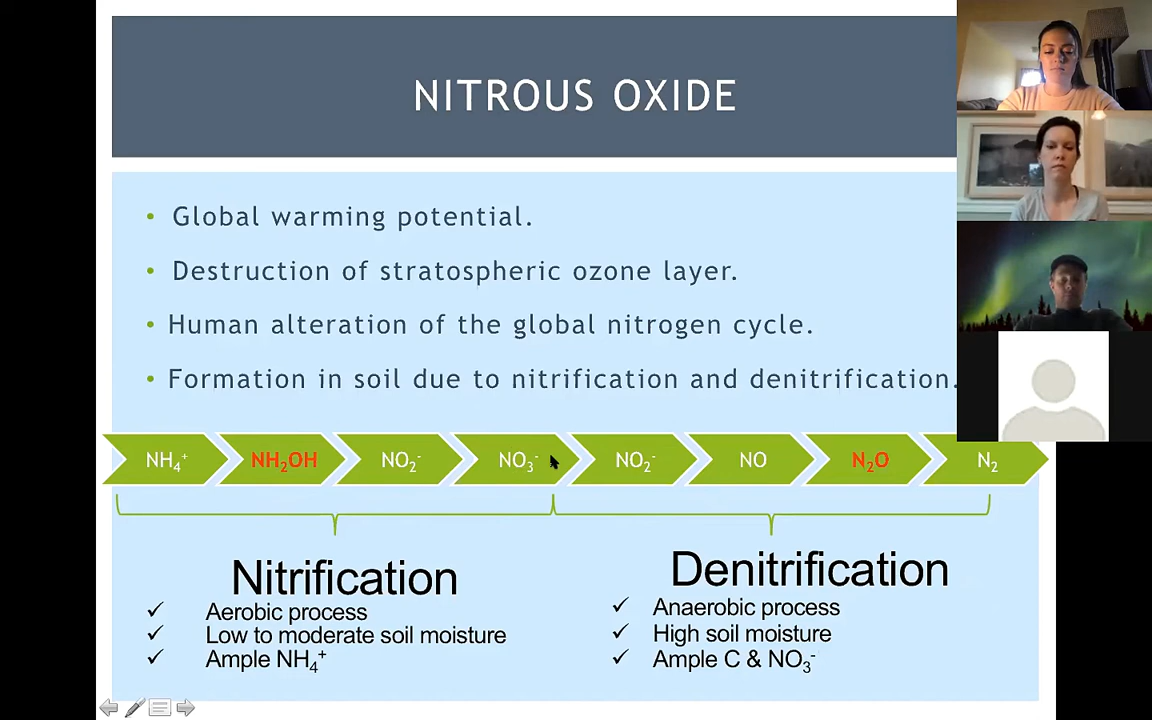 NITROUS OXIDE
• Global warming potential.
• Destruction of stratospheric ozone layer.
• Human alteration of the global nitrogen cycle.
• Formation in soil due to nitrification and denitrification.
NH₄⁺ NH₂OH NO₂⁻ NO₃⁻ NO₂⁻ NO N₂O N₂
Nitrification
✓ Aerobic process
✓ Low to moderate soil moisture
✓ Ample NH₄⁺
Denitrification
✓ Anaerobic process
✓ High soil moisture
✓ Ample C & NO₃⁻